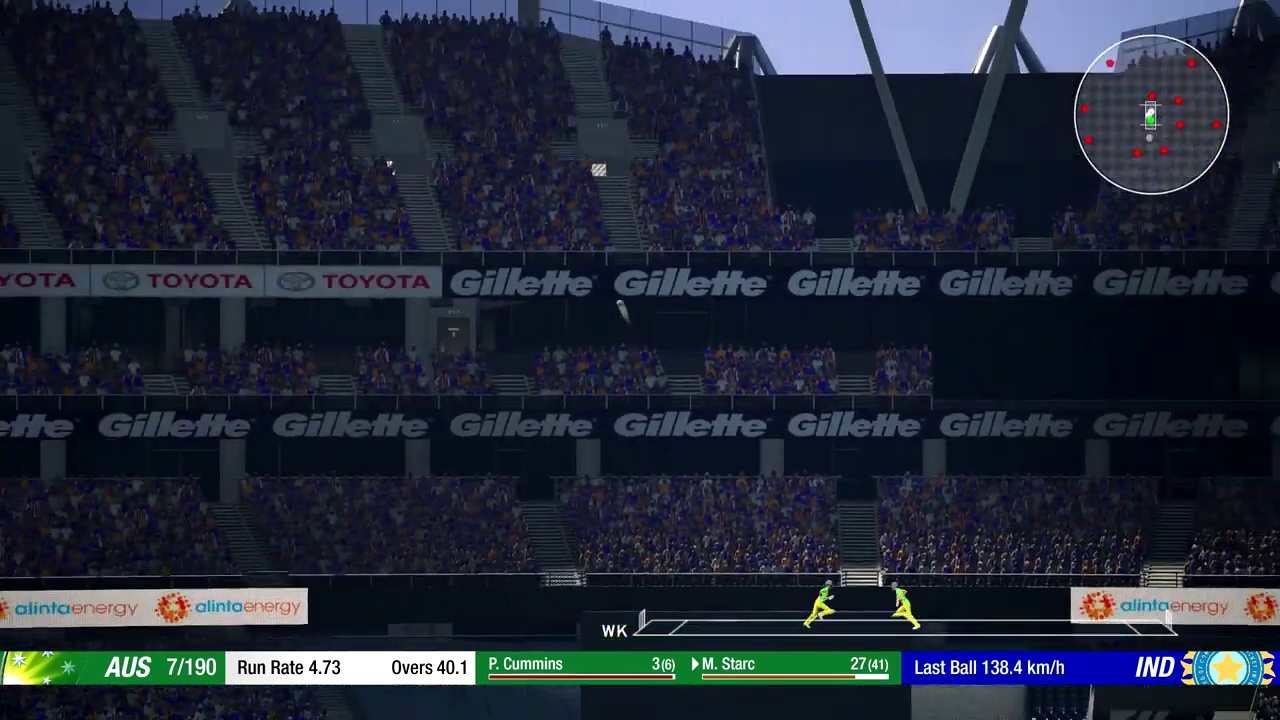 YOTA TOYOTA TOYOTA Gillette Gillette Gillette Gillette Gillette
ette Gillette Gillette Gillette Gillette Gillette Gillette Gillette
alintaenergy alintaenergy alintaenergy
WK
AUS 7/190 Run Rate 4.73 Overs 40.1 P. Cummins 3(6) M. Starc 27(41) Last Ball 138.4 km/h IND